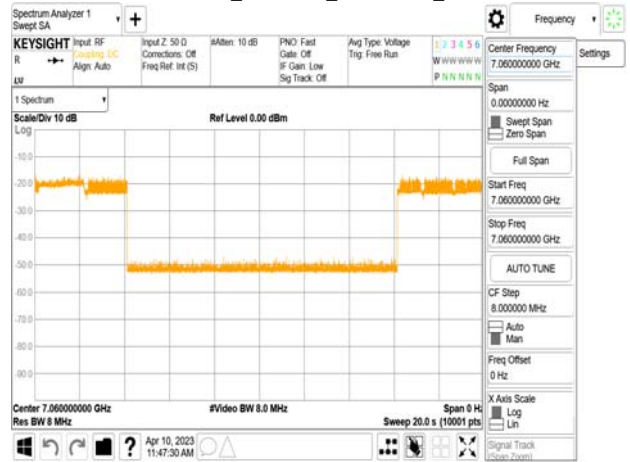 Spectrum Analyzer 1
Swept SA
Frequency
Settings
KEYSIGHT
R
LXI
Input: RF
Coupling: DC
Align: Auto
Input Z: 50 Ω
Corrections: Off
Freq Ref: Int (S)
#Atten: 10 dB
PNO: Fast
Gate: Off
IF Gain: Low
Sig Track: Off
Avg Type: Voltage
Trig: Free Run
1 2 3 4 5 6
W W W W W W
P N N N N N
1 Spectrum
Scale/Div 10 dB
Ref Level 0.00 dBm
Log
-10.0
-20.0
-30.0
-40.0
-50.0
-60.0
-70.0
-80.0
-90.0
Center 7.060000000 GHz
#Video BW 8.0 MHz
Span 0 Hz
Res BW 8 MHz
Sweep 20.0 s (10001 pts
Apr 10, 2023
11:47:30 AM
Center Frequency
7.060000000 GHz
Span
0.00000000 Hz
Swept Span
Zero Span
Full Span
Start Freq
7.060000000 GHz
Stop Freq
7.060000000 GHz
AUTO TUNE
CF Step
8.000000 MHz
Auto
Man
Freq Offset
0 Hz
X Axis Scale
Log
Lin
Signal Track
(Span Zoom)